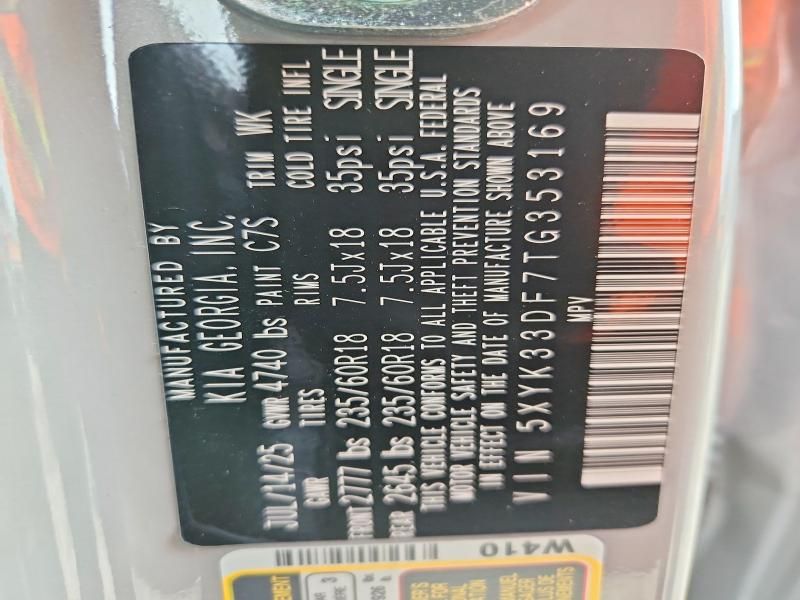 MANUFACTURED BY
KIA GEORGIA, INC.
JUL/14/25 GWR 4740 lbs PAINT C7S TRIM WK
GWR TIRES RIMS COLD TIRE INFL
FRONT 2777 lbs 235/60R18 7.5Jx18 35psi SINGLE
REAR 2645 lbs 235/60R18 7.5Jx18 35psi SINGLE
THIS VEHICLE CONFORMS TO ALL APPLICABLE U.S.A. FEDERAL
MOTOR VEHICLE SAFETY AND THEFT PREVENTION STANDARDS
IN EFFECT ON THE DATE OF MANUFACTURE SHOWN ABOVE
VIN 5XYK33DF7TG353169
MPV
W410